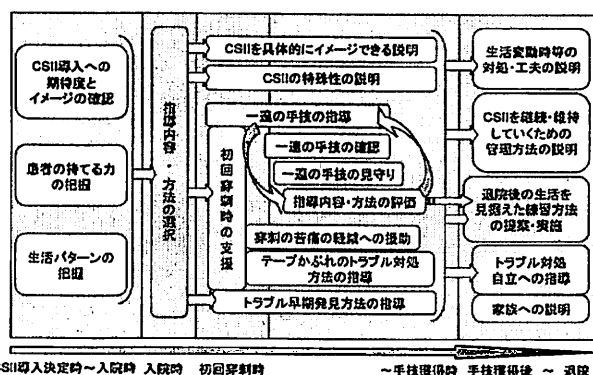 CSII導入への
期待度と
イメージの確認
患者の持てる力
の把握
生活パターン
の把握
指導内容・方法の選択
CSIIを具体的にイメージできる説明
CSIIの特殊性の説明
初回穿刺時の支援
一連の手技の指導
一連の手技の確認
一連の手技の見守り
指導内容・方法の評価
穿刺の苦痛の軽減への援助
テープかぶれのトラブル対処
方法の指導
トラブル早期発見方法の指導
生活変動時等の
対処・工夫の説明
CSIIを継続・維持
していくための
管理方法の説明
退院後の生活を
見据えた練習方法
の提案・実施
トラブル対処
自立への指導
家族への説明
CSII導入決定時～入院時 入院時 初回穿刺時 ～手技獲得時 手技獲得後 ～ 退院